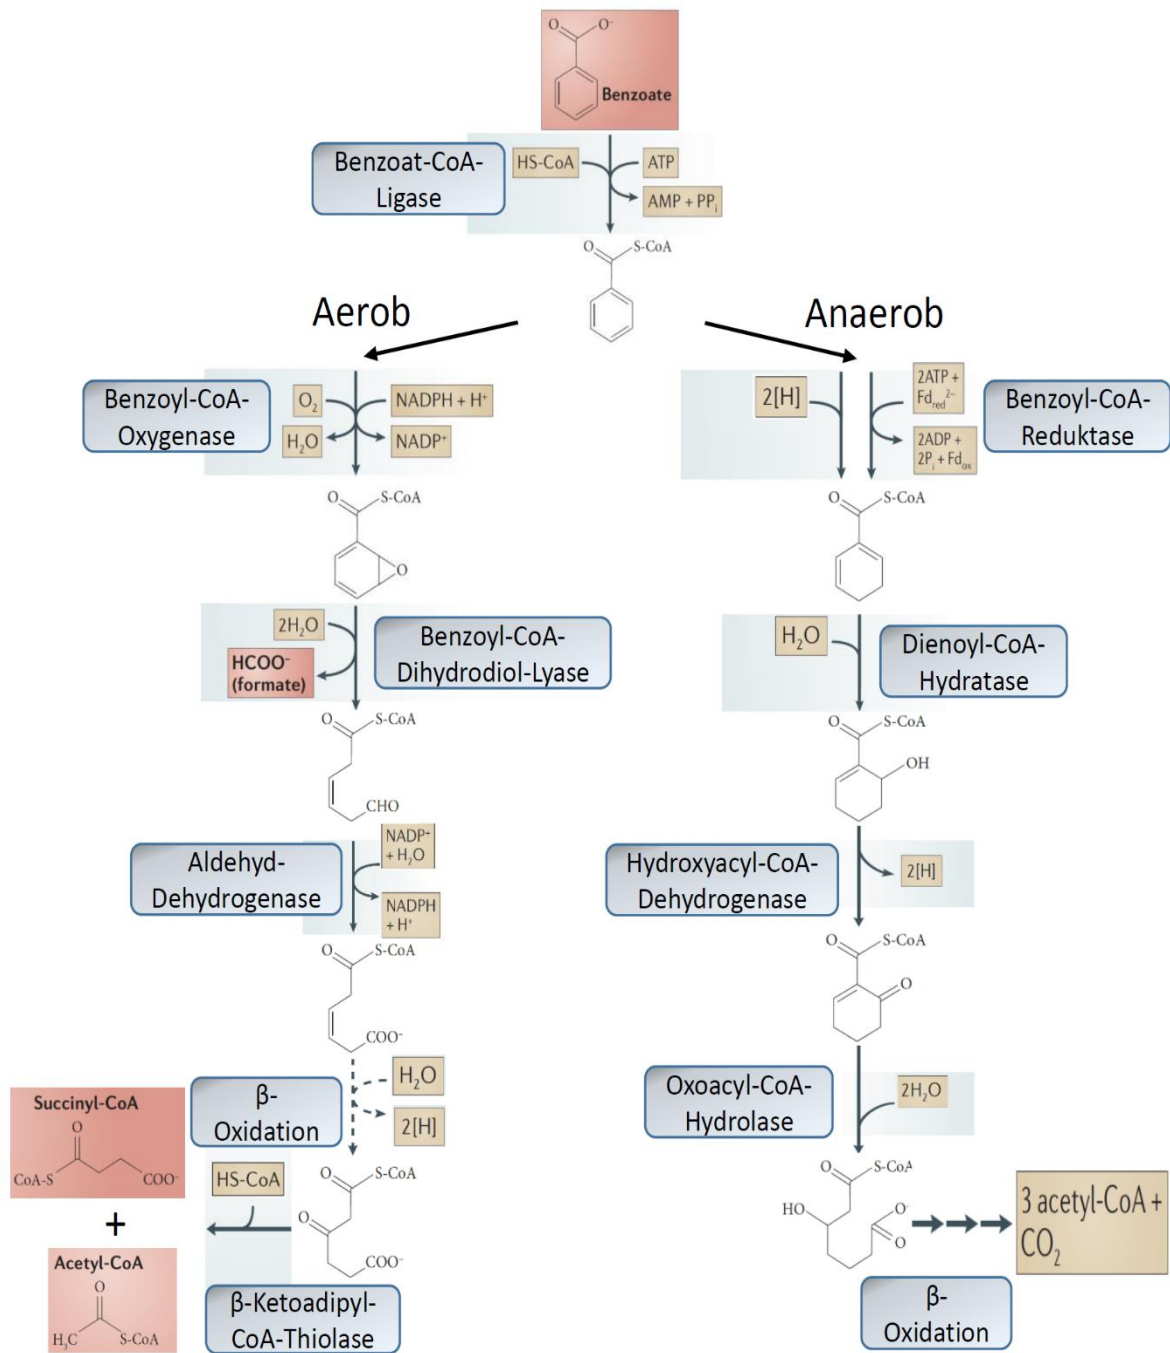 O
O⁻
Benzoate
Benzoat-CoA-
Ligase
HS-CoA
ATP
AMP + PPᵢ
O
S-CoA
Aerob
Anaerob
Benzoyl-CoA-
Oxygenase
O₂
H₂O
NADPH + H⁺
NADP⁺
2[H]
2ATP +
Fd_red²⁻
2ADP +
2Pᵢ + Fd_ox
Benzoyl-CoA-
Reduktase
O
S-CoA
O
O
S-CoA
2H₂O
HCOO⁻
(formate)
Benzoyl-CoA-
Dihydrodiol-Lyase
H₂O
Dienoyl-CoA-
Hydratase
O
S-CoA
CHO
O
S-CoA
OH
Aldehyd-
Dehydrogenase
NADP⁺
+ H₂O
NADPH
+ H⁺
Hydroxyacyl-CoA-
Dehydrogenase
2[H]
O
S-CoA
COO⁻
O
S-CoA
O
β-
Oxidation
H₂O
2[H]
Oxoacyl-CoA-
Hydrolase
2H₂O
Succinyl-CoA
O
CoA-S
COO⁻
+
Acetyl-CoA
O
H₃C
S-CoA
HS-CoA
β-Ketoadipyl-
CoA-Thiolase
O
S-CoA
O
COO⁻
O
S-CoA
HO
O⁻
O
3 acetyl-CoA +
CO₂
β-
Oxidation